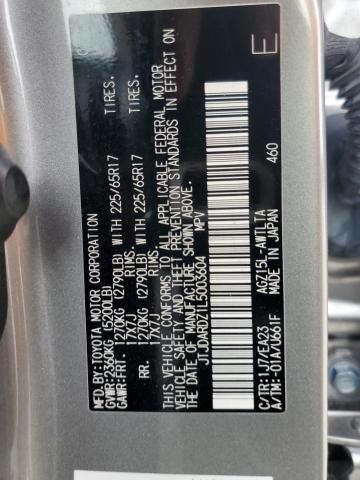 MFD.BY:TOYOTA MOTOR CORPORATION
GVWR:2360KG (5200LB)
GAWR:FRT. 1270KG (2790LB) WITH 225/65R17 TIRES.
17X7J RIMS
RR. 1270KG (2790LB) WITH 225/65R17 TIRES.
17X7J RIMS
THIS VEHICLE CONFORMS TO ALL APPLICABLE FEDERAL MOTOR
VEHICLE SAFETY AND PREVENTION STANDARDS IN EFFECT ON
THE DATE OF MANUFACTURE SHOWN ABOVE.
JTJDARDZ1L5003604 MPV
C/TR:1J7/EA23 AGZ15L-AWTLTA 460
A/TM:-01A/U661F MADE IN JAPAN
E